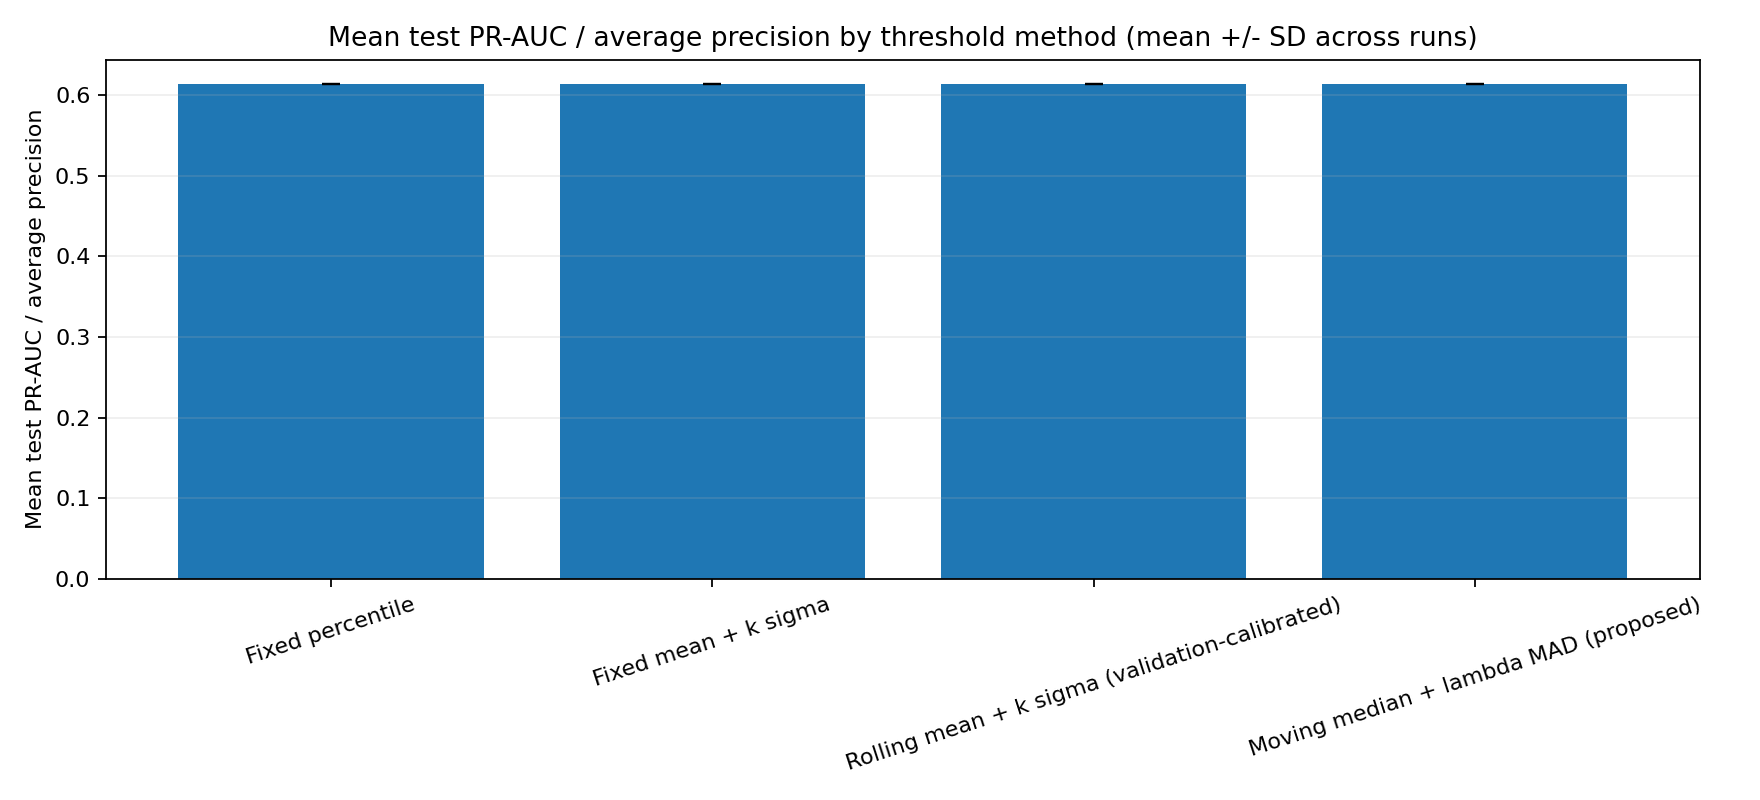 Mean test PR-AUC / average precision by threshold method (mean +/- SD across runs)
Mean test PR-AUC / average precision
0.6
0.5
0.4
0.3
0.2
0.1
0.0
Fixed percentile
Fixed mean + k sigma
Rolling mean + k sigma (validation-calibrated)
Moving median + lambda MAD (proposed)